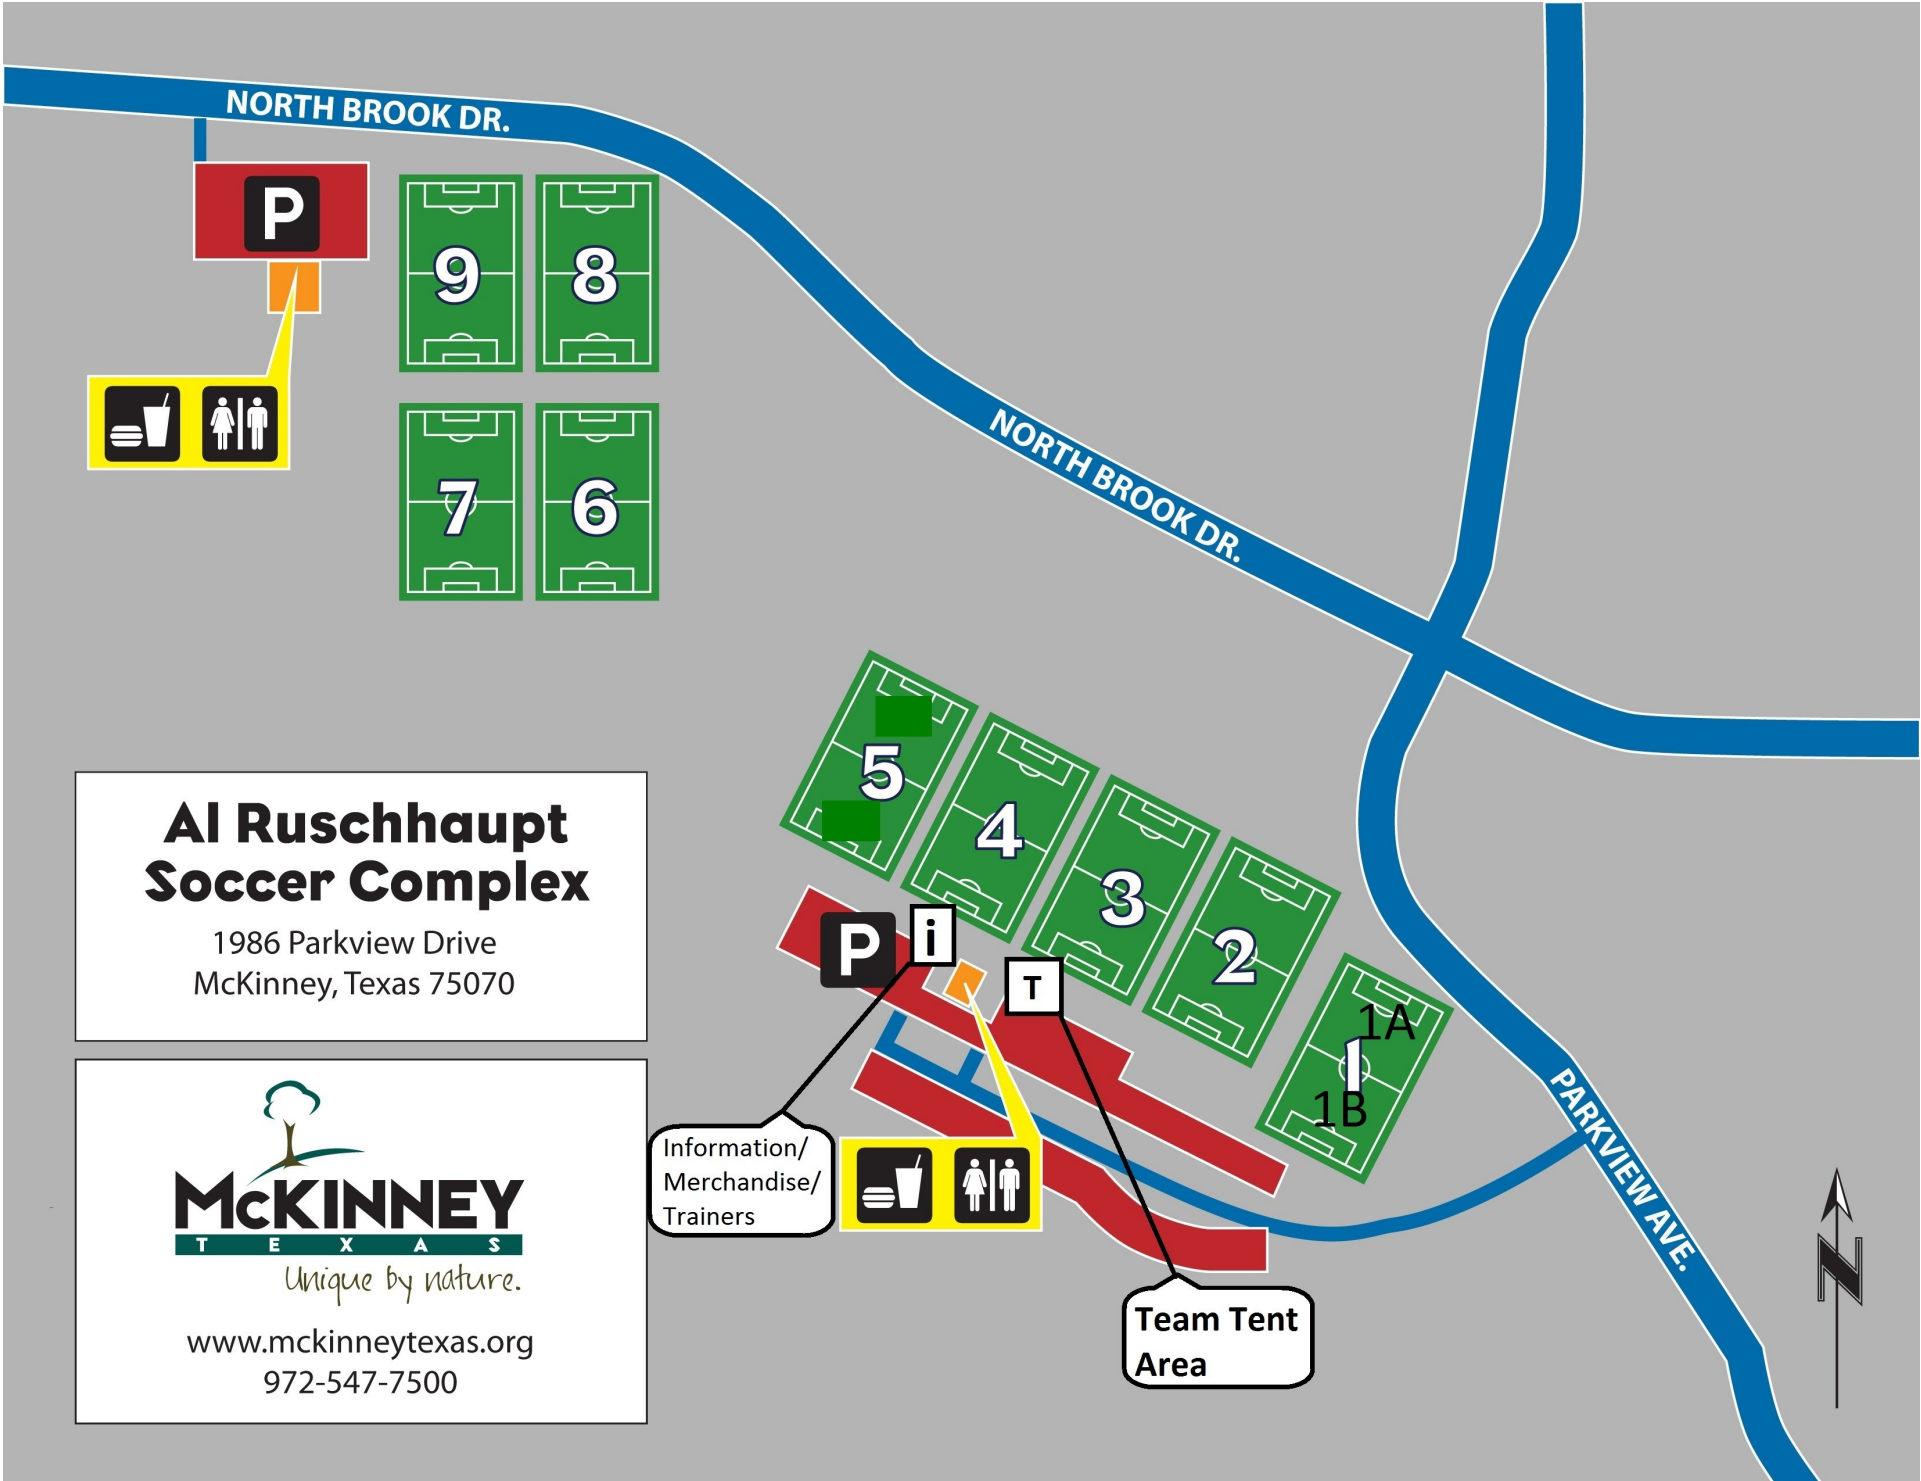 NORTH BROOK DR.
P
9
8
7
6
NORTH BROOK DR.
5
4
3
2
1A
1
1B
P
i
T
Al Ruschhaupt
Soccer Complex
1986 Parkview Drive
McKinney, Texas 75070
McKINNEY
TEXAS
Unique by nature.
www.mckinneytexas.org
972-547-7500
Information/
Merchandise/
Trainers
Team Tent
Area
PARKVIEW AVE.
N